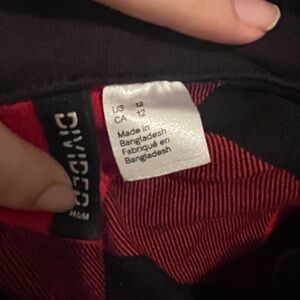 DIVIDED
H&M
US 12
CA 12
Made in
Bangladesh
Fabriqué en
Bangladesh